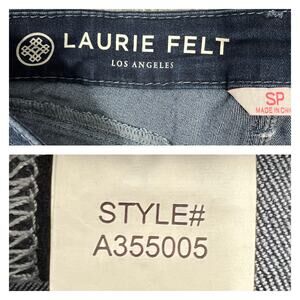 LAURIE FELT
LOS ANGELES
SP
MADE IN CHI
STYLE#
A355005